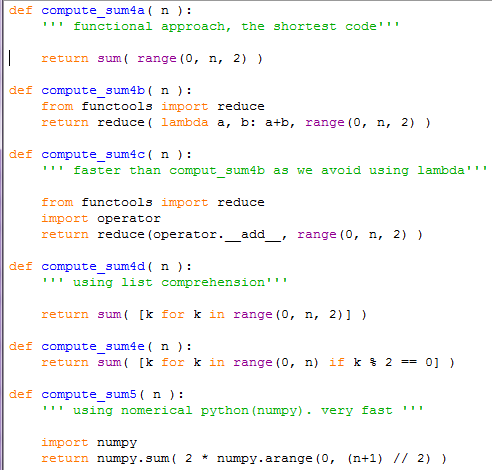 def compute_sum4a( n ):
    ''' functional approach, the shortest code'''
    return sum( range(0, n, 2) )
def compute_sum4b( n ):
    from functools import reduce
    return reduce( lambda a, b: a+b, range(0, n, 2) )
def compute_sum4c( n ):
    ''' faster than comput_sum4b as we avoid using lambda'''
    from functools import reduce
    import operator
    return reduce(operator.__add__, range(0, n, 2) )
def compute_sum4d( n ):
    ''' using list comprehension'''
    return sum( [k for k in range(0, n, 2)] )
def compute_sum4e( n ):
    return sum( [k for k in range(0, n) if k % 2 == 0] )
def compute_sum5( n ):
    ''' using nomerical python(numpy). very fast '''
    import numpy
    return numpy.sum( 2 * numpy.arange(0, (n+1) // 2) )